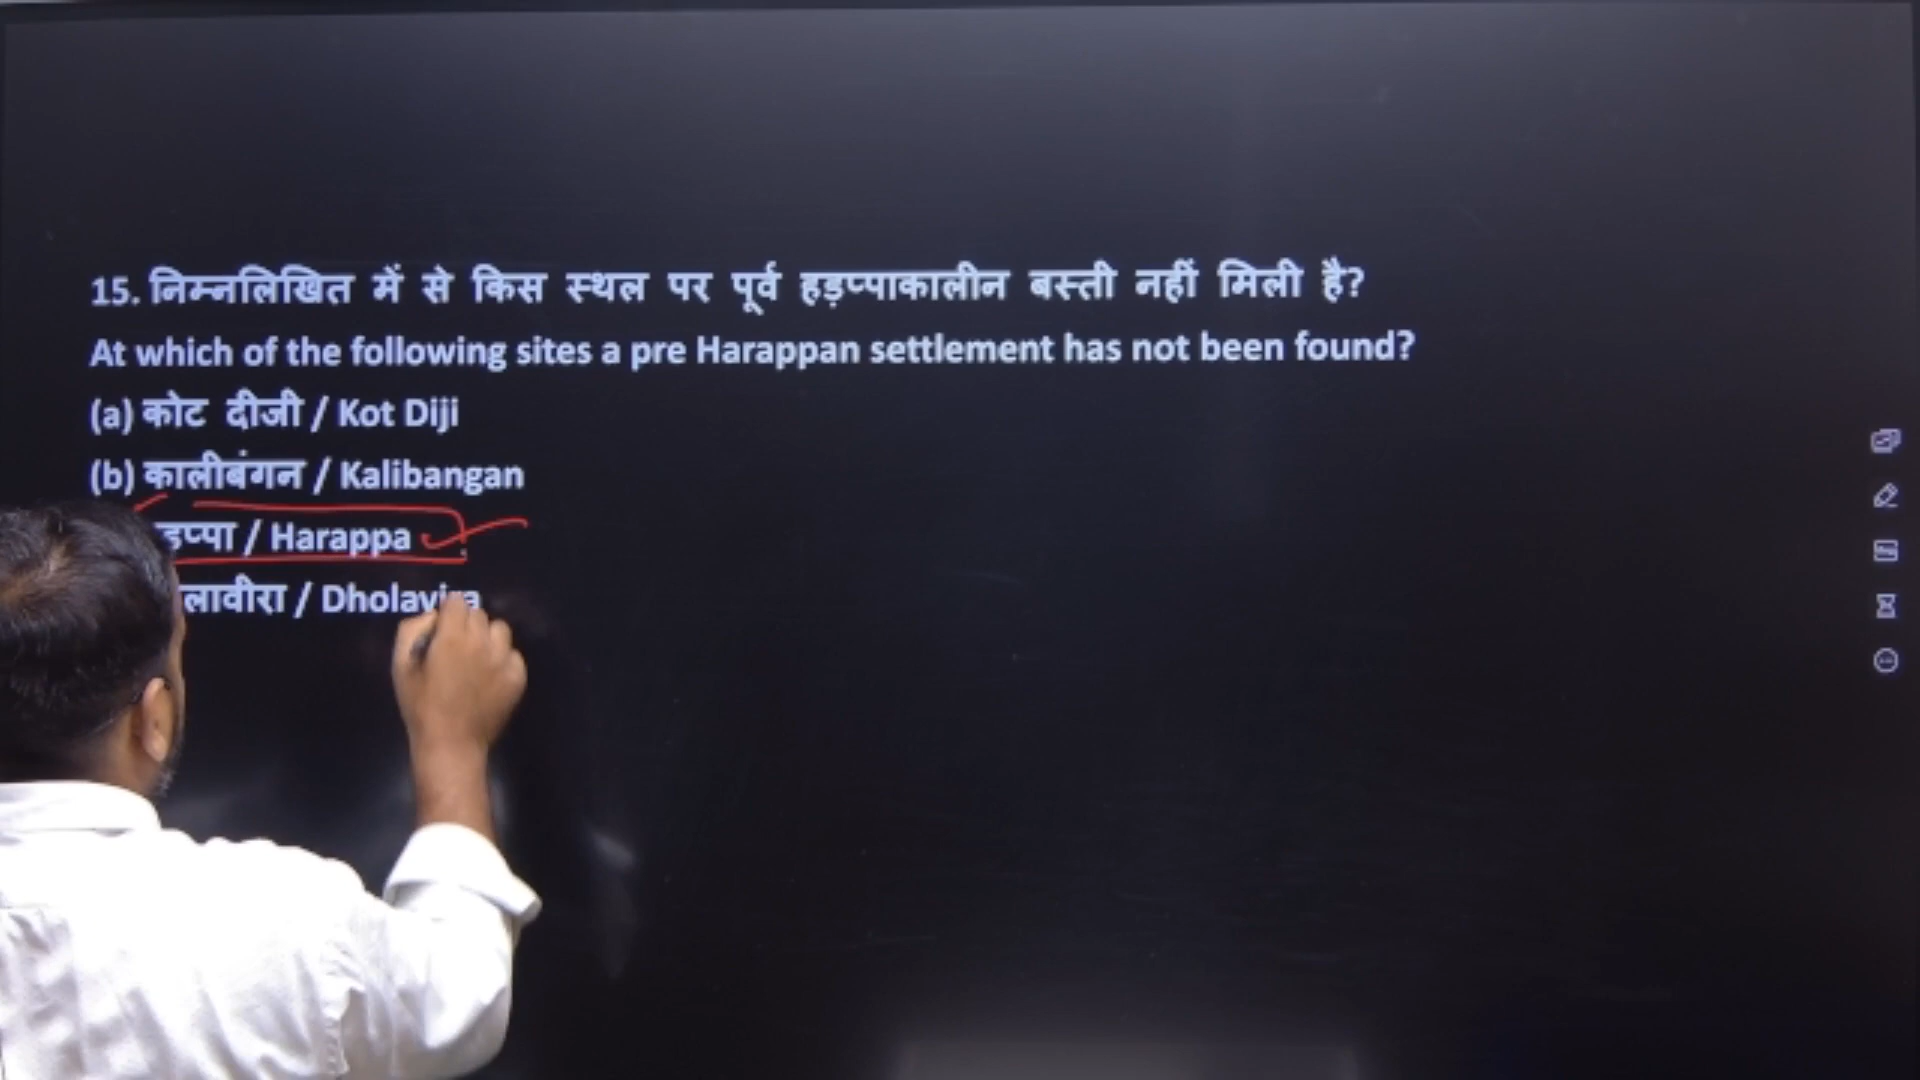 15. निम्नलिखित में से किस स्थल पर पूर्व हड़प्पाकालीन बस्ती नहीं मिली है?
At which of the following sites a pre Harappan settlement has not been found?
(a) कोट दीजी / Kot Diji
(b) कालीबंगन / Kalibangan
/ Harappa
/ Dholavira